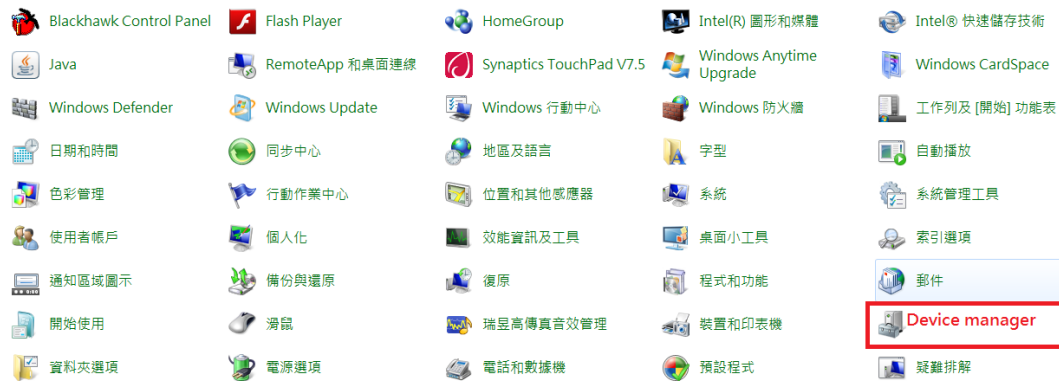 Blackhawk Control Panel
Flash Player
HomeGroup
Intel(R) 圖形和媒體
Intel® 快速儲存技術
Java
RemoteApp 和桌面連線
Synaptics TouchPad V7.5
Windows Anytime
Upgrade
Windows CardSpace
Windows Defender
Windows Update
Windows 行動中心
Windows 防火牆
工作列及 [開始] 功能表
日期和時間
同步中心
地區及語言
字型
自動播放
色彩管理
行動作業中心
位置和其他感應器
系統
系統管理工具
使用者帳戶
個人化
效能資訊及工具
桌面小工具
索引選項
通知區域圖示
備份與還原
復原
程式和功能
郵件
開始使用
滑鼠
瑞昱高傳真音效管理
裝置和印表機
Device manager
資料夾選項
電源選項
電話和數據機
預設程式
疑難排解